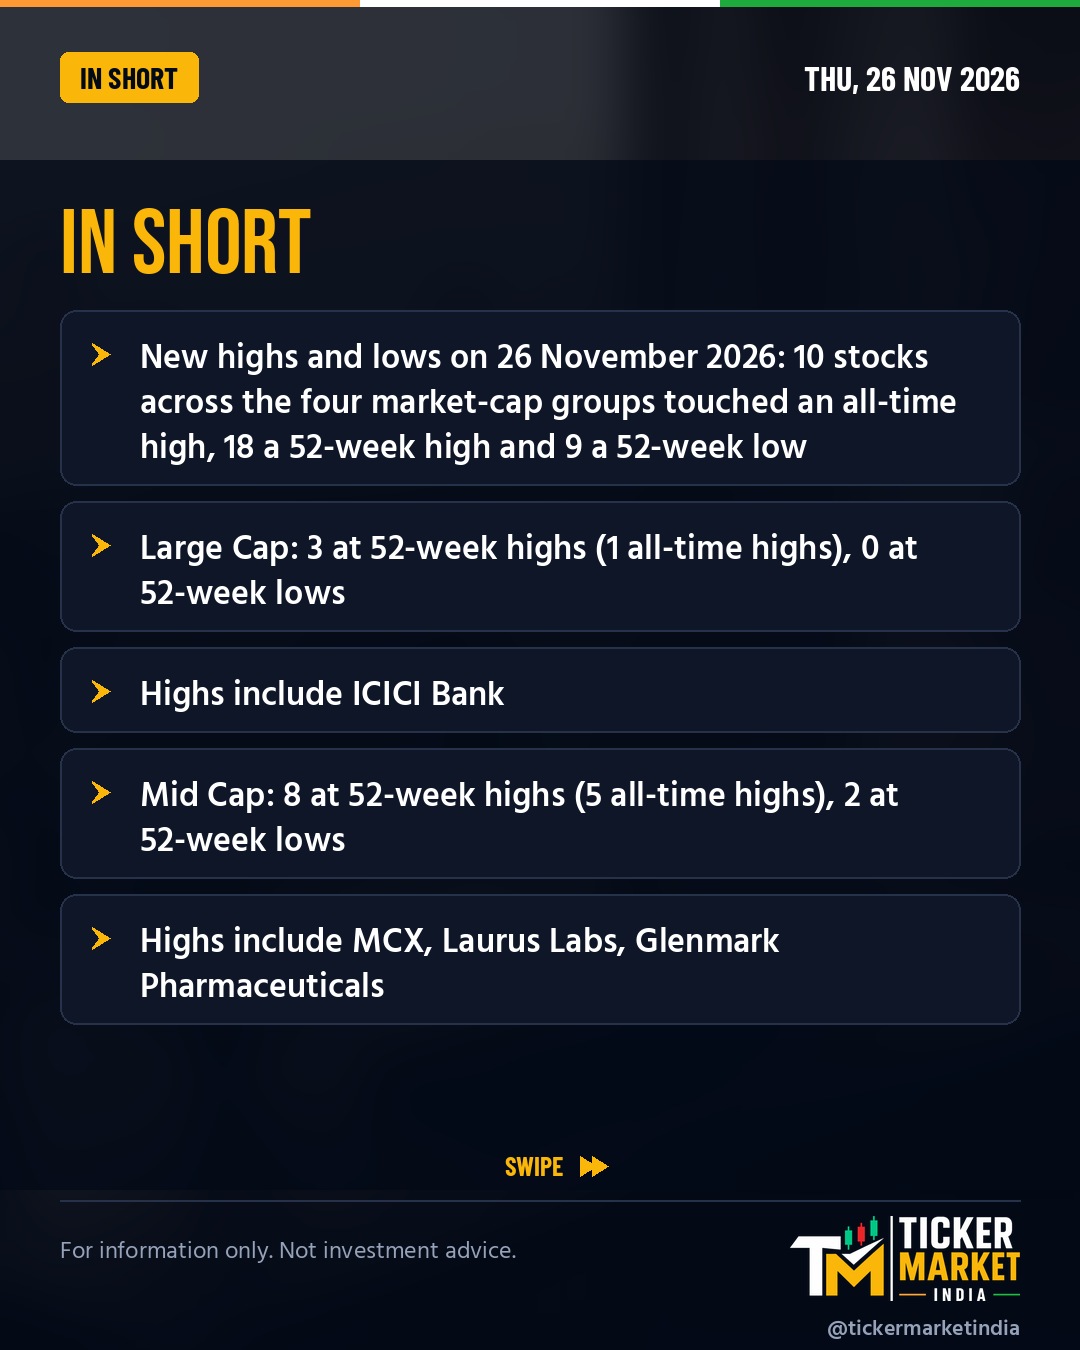 IN SHORT
THU, 26 NOV 2026
IN SHORT
New highs and lows on 26 November 2026: 10 stocks
across the four market-cap groups touched an all-time
high, 18 a 52-week high and 9 a 52-week low
Large Cap: 3 at 52-week highs (1 all-time highs), 0 at
52-week lows
Highs include ICICI Bank
Mid Cap: 8 at 52-week highs (5 all-time highs), 2 at
52-week lows
Highs include MCX, Laurus Labs, Glenmark
Pharmaceuticals
SWIPE
For information only. Not investment advice.
TM
TICKER
MARKET
INDIA
@tickermarketindia